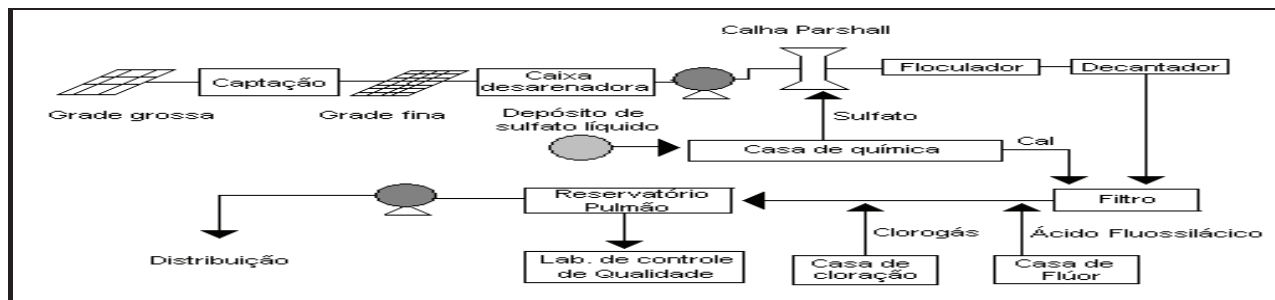 Calha Parshall
Captação
Caixa
desarenadora
Floculador
Decantador
Grade grossa
Grade fina
Depósito de
sulfato líquido
Sulfato
Casa de química
Cal
Reservatório
Pulmão
Filtro
Clorogás
Ácido Fluossilácico
Distribuição
Lab. de controle
de Qualidade
Casa de
cloração
Casa de
Flúor